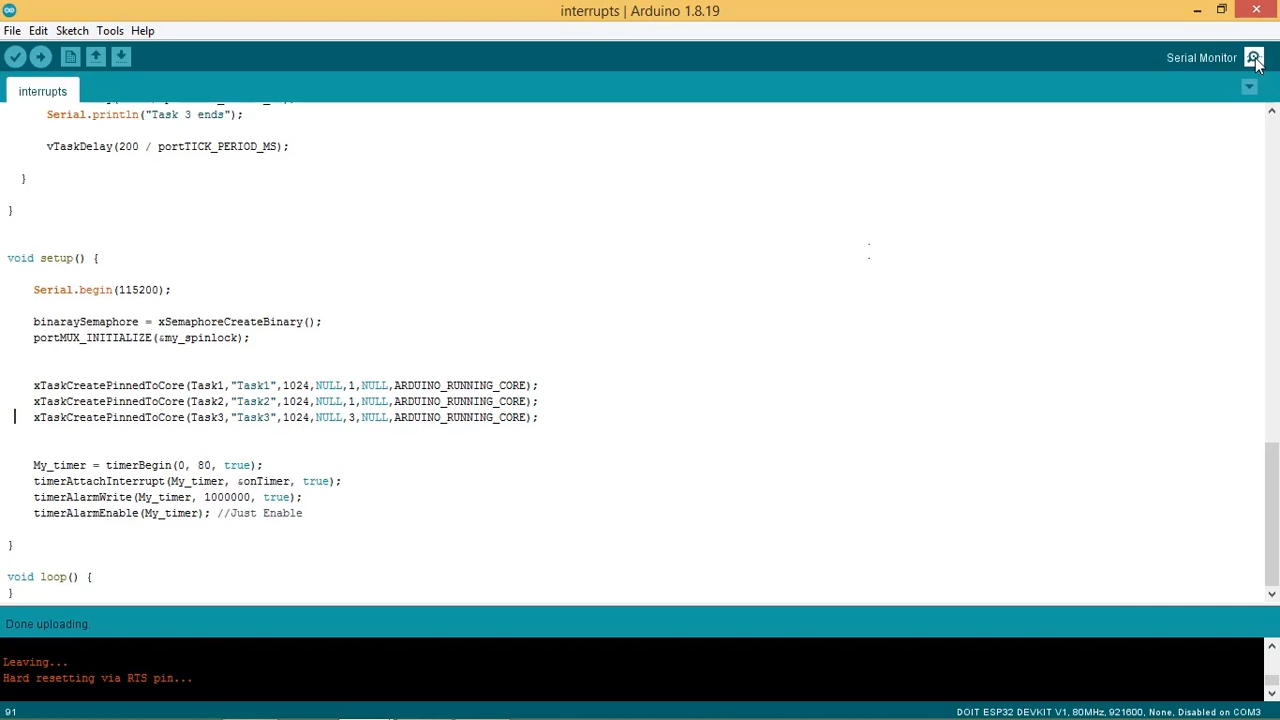 interrupts | Arduino 1.8.19
File Edit Sketch Tools Help
Serial Monitor
interrupts
Serial.println("Task 3 ends");
vTaskDelay(200 / portTICK_PERIOD_MS);
}
}
void setup() {
Serial.begin(115200);
binaraySemaphore = xSemaphoreCreateBinary();
portMUX_INITIALIZE(&my_spinlock);
xTaskCreatePinnedToCore(Task1,"Task1",1024,NULL,1,NULL,ARDUINO_RUNNING_CORE);
xTaskCreatePinnedToCore(Task2,"Task2",1024,NULL,1,NULL,ARDUINO_RUNNING_CORE);
xTaskCreatePinnedToCore(Task3,"Task3",1024,NULL,3,NULL,ARDUINO_RUNNING_CORE);
My_timer = timerBegin(0, 80, true);
timerAttachInterrupt(My_timer, &onTimer, true);
timerAlarmWrite(My_timer, 1000000, true);
timerAlarmEnable(My_timer); //Just Enable
}
void loop() {
}
Done uploading.
Leaving...
Hard resetting via RTS pin...
91
DOIT ESP32 DEVKIT V1, 80MHz, 921600, None, Disabled on COM3